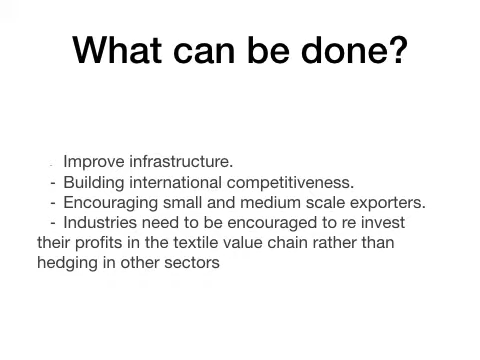 What can be done?
- Improve infrastructure.
- Building international competitiveness.
- Encouraging small and medium scale exporters.
- Industries need to be encouraged to re invest
their profits in the textile value chain rather than
hedging in other sectors